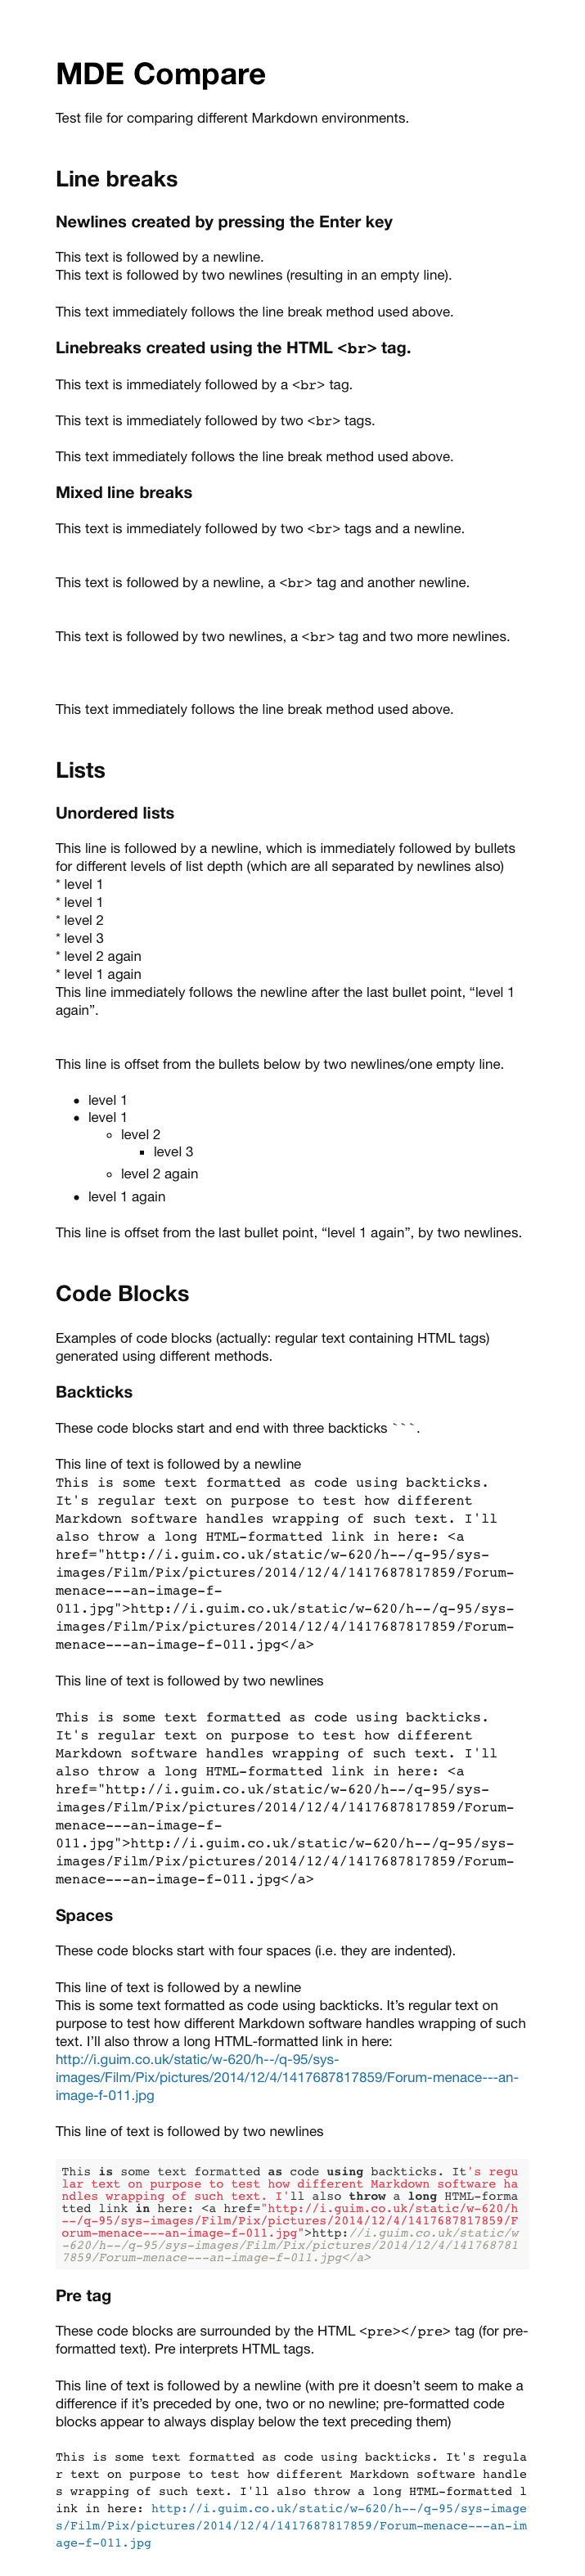 MDE Compare
Test file for comparing different Markdown environments.
Line breaks
Newlines created by pressing the Enter key
This text is followed by a newline.
This text is followed by two newlines (resulting in an empty line).
This text immediately follows the line break method used above.
Linebreaks created using the HTML <br> tag.
This text is immediately followed by a <br> tag.
This text is immediately followed by two <br> tags.
This text immediately follows the line break method used above.
Mixed line breaks
This text is immediately followed by two <br> tags and a newline.
This text is followed by a newline, a <br> tag and another newline.
This text is followed by two newlines, a <br> tag and two more newlines.
This text immediately follows the line break method used above.
Lists
Unordered lists
This line is followed by a newline, which is immediately followed by bullets
for different levels of list depth (which are all separated by newlines also)
* level 1
* level 1
* level 2
* level 3
* level 2 again
* level 1 again
This line immediately follows the newline after the last bullet point, “level 1
again”.
This line is offset from the bullets below by two newlines/one empty line.
• level 1
• level 1
◦ level 2
▪ level 3
◦ level 2 again
• level 1 again
This line is offset from the last bullet point, “level 1 again”, by two newlines.
Code Blocks
Examples of code blocks (actually: regular text containing HTML tags)
generated using different methods.
Backticks
These code blocks start and end with three backticks ```.
This line of text is followed by a newline
This is some text formatted as code using backticks.
It's regular text on purpose to test how different
Markdown software handles wrapping of such text. I'll
also throw a long HTML-formatted link in here: <a
href="http://i.guim.co.uk/static/w-620/h--/q-95/sys-
images/Film/Pix/pictures/2014/12/4/1417687817859/Forum-
menace---an-image-f-
011.jpg">http://i.guim.co.uk/static/w-620/h--/q-95/sys-
images/Film/Pix/pictures/2014/12/4/1417687817859/Forum-
menace---an-image-f-011.jpg</a>
This line of text is followed by two newlines
This is some text formatted as code using backticks.
It's regular text on purpose to test how different
Markdown software handles wrapping of such text. I'll
also throw a long HTML-formatted link in here: <a
href="http://i.guim.co.uk/static/w-620/h--/q-95/sys-
images/Film/Pix/pictures/2014/12/4/1417687817859/Forum-
menace---an-image-f-
011.jpg">http://i.guim.co.uk/static/w-620/h--/q-95/sys-
images/Film/Pix/pictures/2014/12/4/1417687817859/Forum-
menace---an-image-f-011.jpg</a>
Spaces
These code blocks start with four spaces (i.e. they are indented).
This line of text is followed by a newline
This is some text formatted as code using backticks. It’s regular text on
purpose to test how different Markdown software handles wrapping of such
text. I’ll also throw a long HTML-formatted link in here:
http://i.guim.co.uk/static/w-620/h--/q-95/sys-
images/Film/Pix/pictures/2014/12/4/1417687817859/Forum-menace---an-
image-f-011.jpg
This line of text is followed by two newlines
This is some text formatted as code using backticks. It's regu
lar text on purpose to test how different Markdown software ha
ndles wrapping of such text. I'll also throw a long HTML-forma
tted link in here: <a href="http://i.guim.co.uk/static/w-620/h
--/q-95/sys-images/Film/Pix/pictures/2014/12/4/1417687817859/F
orum-menace---an-image-f-011.jpg">http://i.guim.co.uk/static/w
-620/h--/q-95/sys-images/Film/Pix/pictures/2014/12/4/141768781
7859/Forum-menace---an-image-f-011.jpg</a>
Pre tag
These code blocks are surrounded by the HTML <pre></pre> tag (for pre-
formatted text). Pre interprets HTML tags.
This line of text is followed by a newline (with pre it doesn’t seem to make a
difference if it’s preceded by one, two or no newline; pre-formatted code
blocks appear to always display below the text preceding them)
This is some text formatted as code using backticks. It's regula
r text on purpose to test how different Markdown software handle
s wrapping of such text. I'll also throw a long HTML-formatted l
ink in here: http://i.guim.co.uk/static/w-620/h--/q-95/sys-image
s/Film/Pix/pictures/2014/12/4/1417687817859/Forum-menace---an-im
age-f-011.jpg